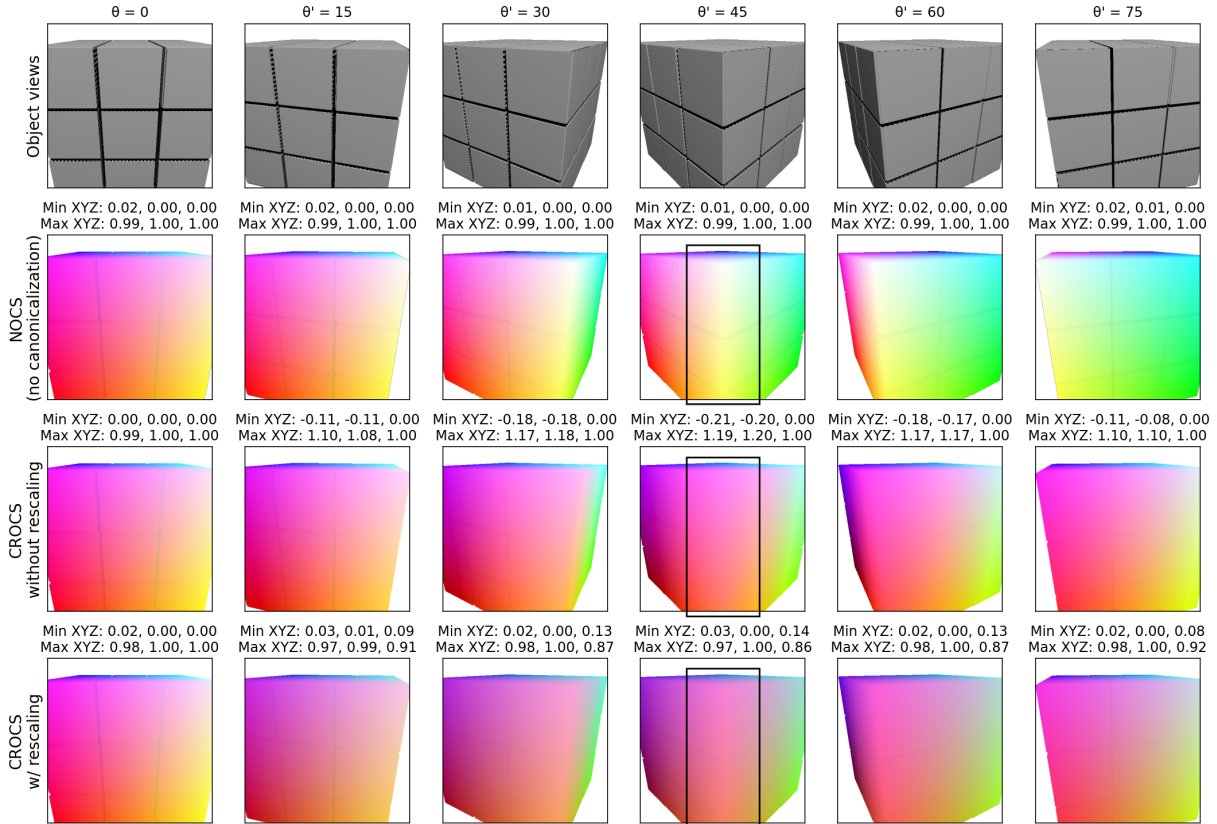 θ = 0
θ' = 15
θ' = 30
θ' = 45
θ' = 60
θ' = 75
Object views
Min XYZ: 0.02, 0.00, 0.00
Max XYZ: 0.99, 1.00, 1.00
Min XYZ: 0.02, 0.00, 0.00
Max XYZ: 0.99, 1.00, 1.00
Min XYZ: 0.01, 0.00, 0.00
Max XYZ: 0.99, 1.00, 1.00
Min XYZ: 0.01, 0.00, 0.00
Max XYZ: 0.99, 1.00, 1.00
Min XYZ: 0.02, 0.00, 0.00
Max XYZ: 0.99, 1.00, 1.00
Min XYZ: 0.02, 0.01, 0.00
Max XYZ: 0.99, 1.00, 1.00
NOCS
(no canonicalization)
Min XYZ: 0.00, 0.00, 0.00
Max XYZ: 0.99, 1.00, 1.00
Min XYZ: -0.11, -0.11, 0.00
Max XYZ: 1.10, 1.08, 1.00
Min XYZ: -0.18, -0.18, 0.00
Max XYZ: 1.17, 1.18, 1.00
Min XYZ: -0.21, -0.20, 0.00
Max XYZ: 1.19, 1.20, 1.00
Min XYZ: -0.18, -0.17, 0.00
Max XYZ: 1.17, 1.17, 1.00
Min XYZ: -0.11, -0.08, 0.00
Max XYZ: 1.10, 1.10, 1.00
CROCS
without rescaling
Min XYZ: 0.02, 0.00, 0.00
Max XYZ: 0.98, 1.00, 1.00
Min XYZ: 0.03, 0.01, 0.09
Max XYZ: 0.97, 0.99, 0.91
Min XYZ: 0.02, 0.00, 0.13
Max XYZ: 0.98, 1.00, 0.87
Min XYZ: 0.03, 0.00, 0.14
Max XYZ: 0.97, 1.00, 0.86
Min XYZ: 0.02, 0.00, 0.13
Max XYZ: 0.98, 1.00, 0.87
Min XYZ: 0.02, 0.00, 0.08
Max XYZ: 0.98, 1.00, 0.92
CROCS
w/ rescaling